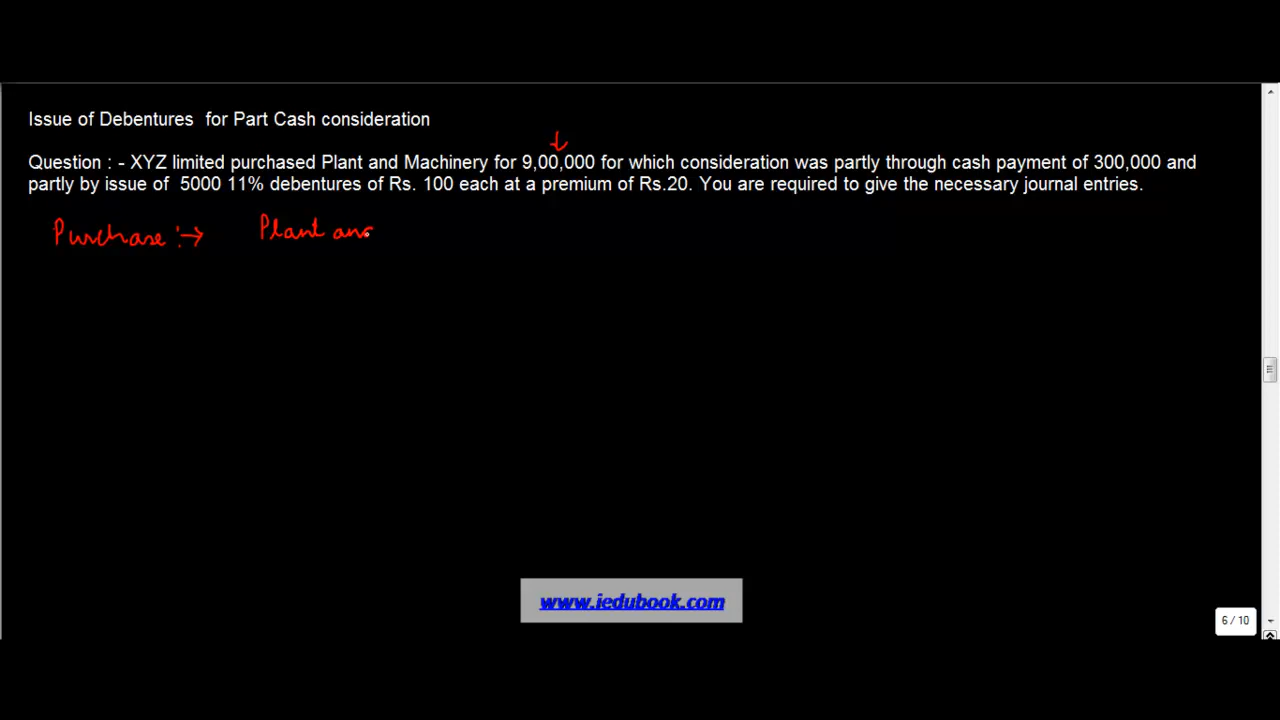 Issue of Debentures for Part Cash consideration
Question : - XYZ limited purchased Plant and Machinery for 9,00,000 for which consideration was partly through cash payment of 300,000 and
partly by issue of 5000 11% debentures of Rs. 100 each at a premium of Rs.20. You are required to give the necessary journal entries.
Purchase :→ Plant and
www.iedubook.com
6 / 10